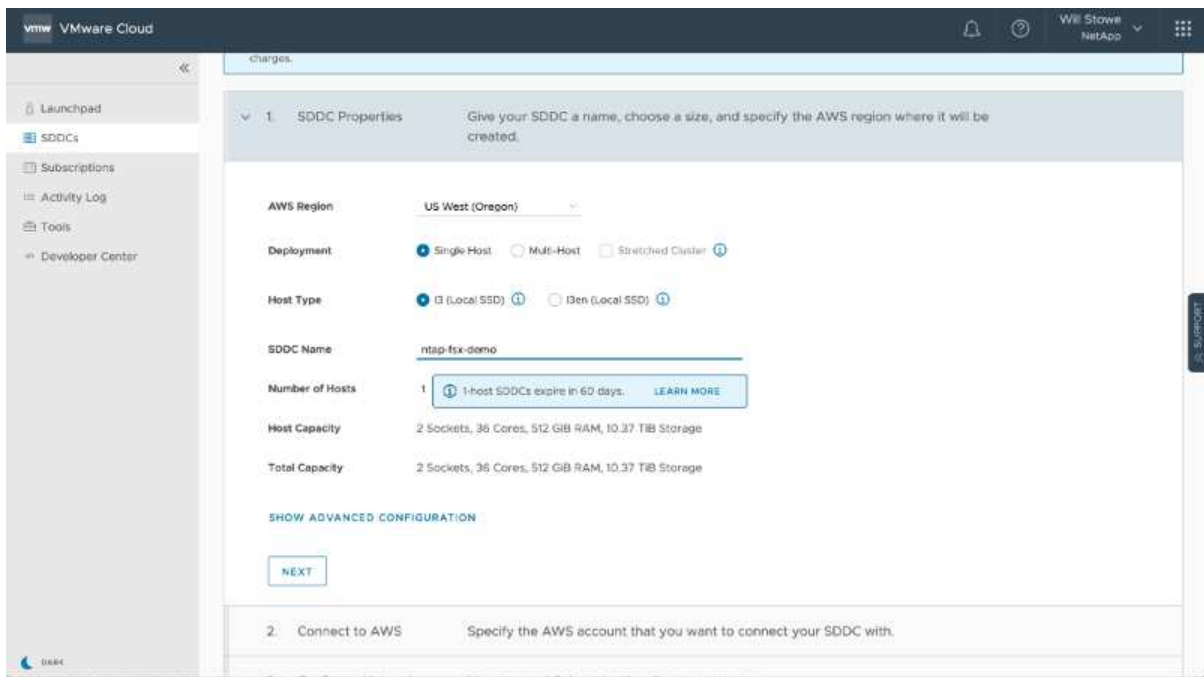 vmw VMware Cloud
Will Stowe
NetApp
charges.
Launchpad
SDDCs
Subscriptions
Activity Log
Tools
Developer Center
DARK
1. SDDC Properties Give your SDDC a name, choose a size, and specify the AWS region where it will be
created.
AWS Region US West (Oregon)
Deployment Single Host Multi-Host Stretched Cluster
Host Type I3 (Local SSD) I3en (Local SSD)
SDDC Name ntap-fsx-demo
Number of Hosts 1 1-host SDDCs expire in 60 days. LEARN MORE
Host Capacity 2 Sockets, 36 Cores, 512 GiB RAM, 10.37 TiB Storage
Total Capacity 2 Sockets, 36 Cores, 512 GiB RAM, 10.37 TiB Storage
SHOW ADVANCED CONFIGURATION
NEXT
2. Connect to AWS Specify the AWS account that you want to connect your SDDC with.
SUPPORT